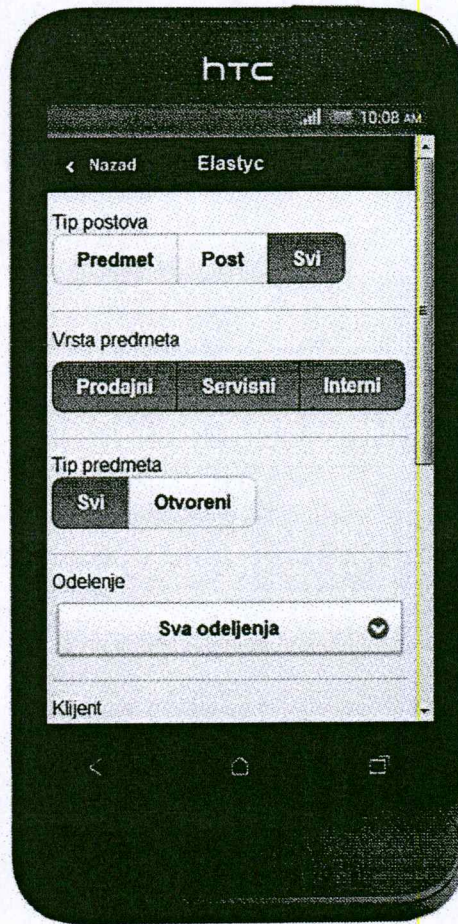 hTC
10:08 AM
Nazad Elastyc
Tip postova
Predmet Post Svi
Vrsta predmeta
Prodajni Servisni Interni
Tip predmeta
Svi Otvoreni
Odelenje
Sva odeljenja
Klijent